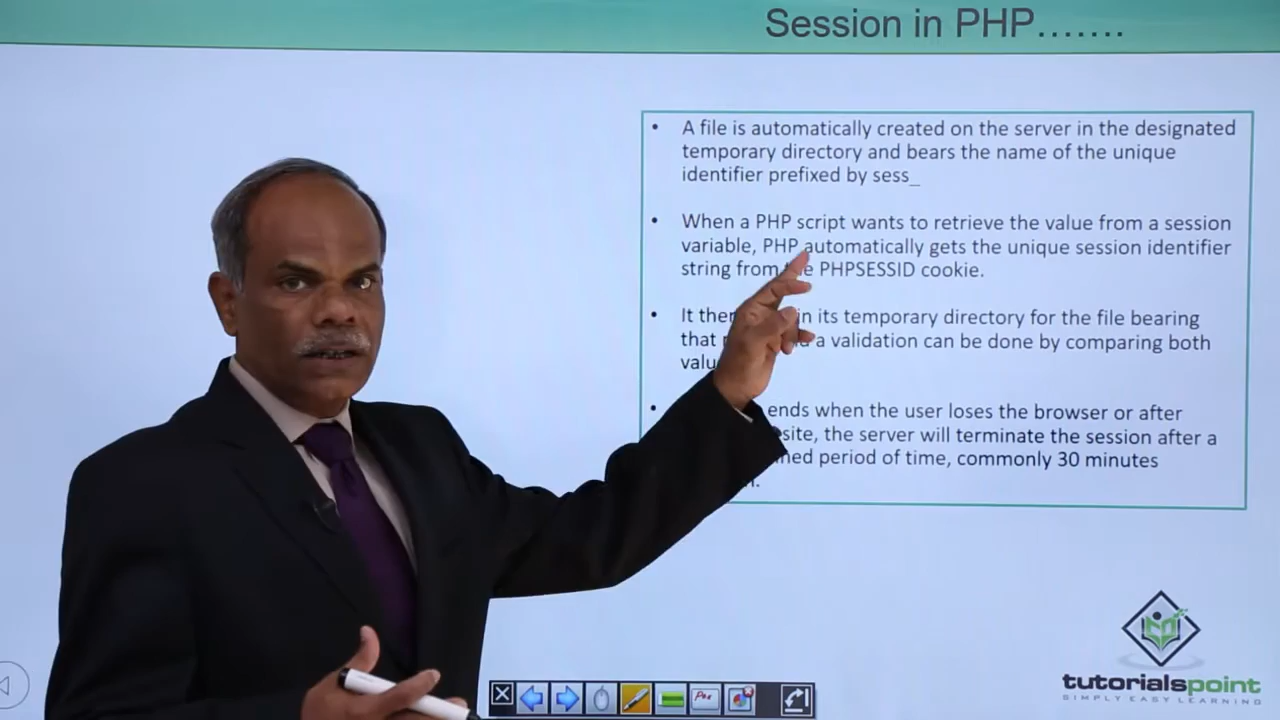 Session in PHP.......
• A file is automatically created on the server in the designated
temporary directory and bears the name of the unique
identifier prefixed by sess_
• When a PHP script wants to retrieve the value from a session
variable, PHP automatically gets the unique session identifier
string from the PHPSESSID cookie.
• It then in its temporary directory for the file bearing
that a validation can be done by comparing both
• ends when the user loses the browser or after
site, the server will terminate the session after a
period of time, commonly 30 minutes
tutorialspoint
SIMPLY EASY LEARNING